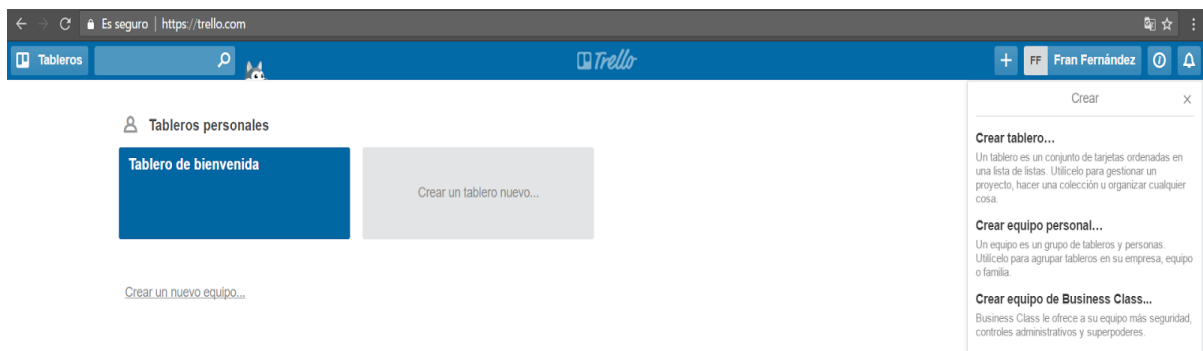 Es seguro | https://trello.com
Tableros
Trello
FF Fran Fernández
Crear
Tableros personales
Tablero de bienvenida
Crear un tablero nuevo...
Crear un nuevo equipo...
Crear tablero...
Un tablero es un conjunto de tarjetas ordenadas en
una lista de listas. Utilícelo para gestionar un
proyecto, hacer una colección u organizar cualquier
cosa.
Crear equipo personal...
Un equipo es un grupo de tableros y personas.
Utilícelo para agrupar tableros en su empresa, equipo
o familia.
Crear equipo de Business Class...
Business Class le ofrece a su equipo más seguridad,
controles administrativos y superpoderes.